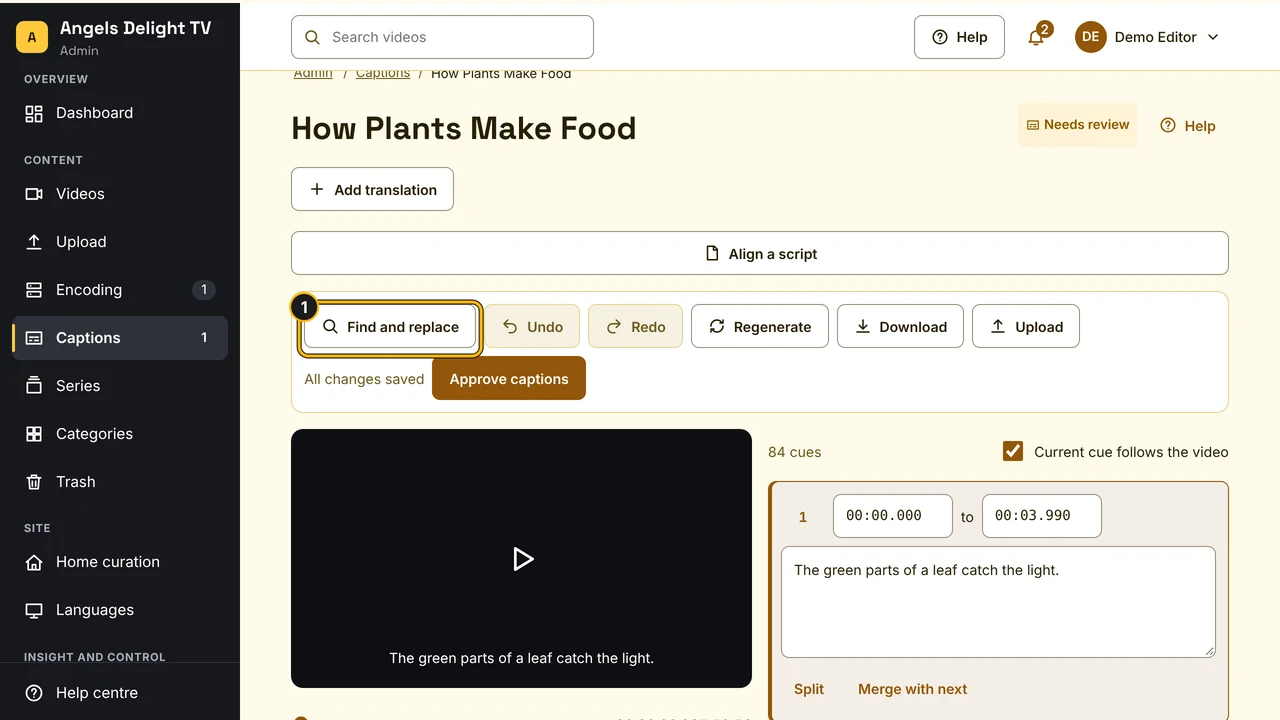 A
Angels Delight TV
Admin
OVERVIEW
Dashboard
CONTENT
Videos
Upload
Encoding 1
Captions 1
Series
Categories
Trash
SITE
Home curation
Languages
INSIGHT AND CONTROL
Help centre
Search videos
Help
2
DE Demo Editor
Admin / Captions / How Plants Make Food
How Plants Make Food
Needs review
Help
Add translation
Align a script
1
Find and replace
Undo
Redo
Regenerate
Download
Upload
All changes saved
Approve captions
The green parts of a leaf catch the light.
84 cues
Current cue follows the video
1 00:00.000 to 00:03.990
The green parts of a leaf catch the light.
Split
Merge with next